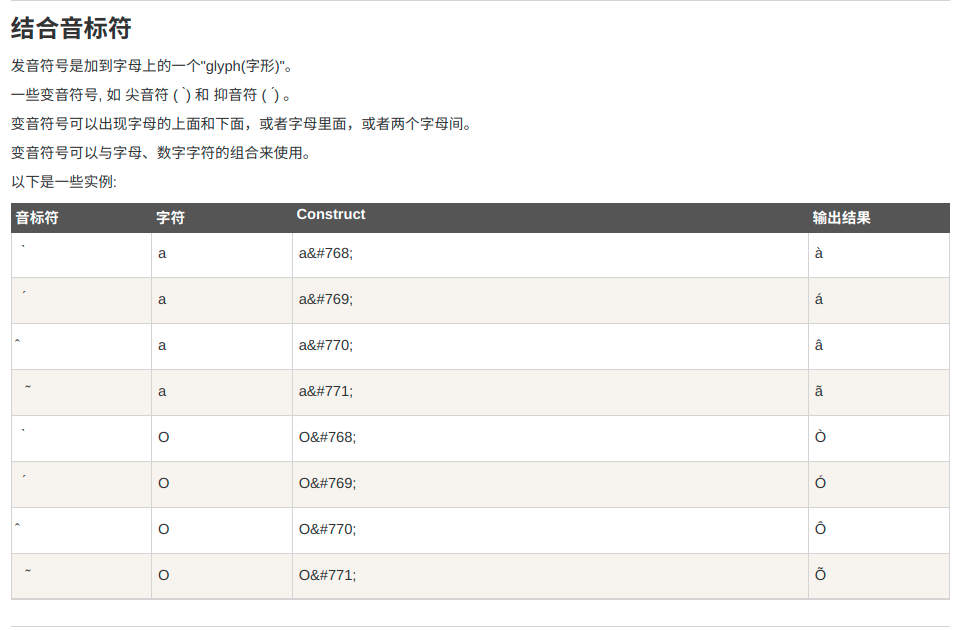 结合音标符
发音符号是加到字母上的一个"glyph(字形)"。
一些变音符号, 如 尖音符 ( ̀) 和 抑音符 ( ́) 。
变音符号可以出现字母的上面和下面，或者字母里面，或者两个字母间。
变音符号可以与字母、数字字符的组合来使用。
以下是一些实例:
音标符 字符 Construct 输出结果
 ̀ a a&#768; à
 ́ a a&#769; á
 ̂ a a&#770; â
 ̃ a a&#771; ã
 ̀ O O&#768; Ò
 ́ O O&#769; Ó
 ̂ O O&#770; Ô
 ̃ O O&#771; Õ